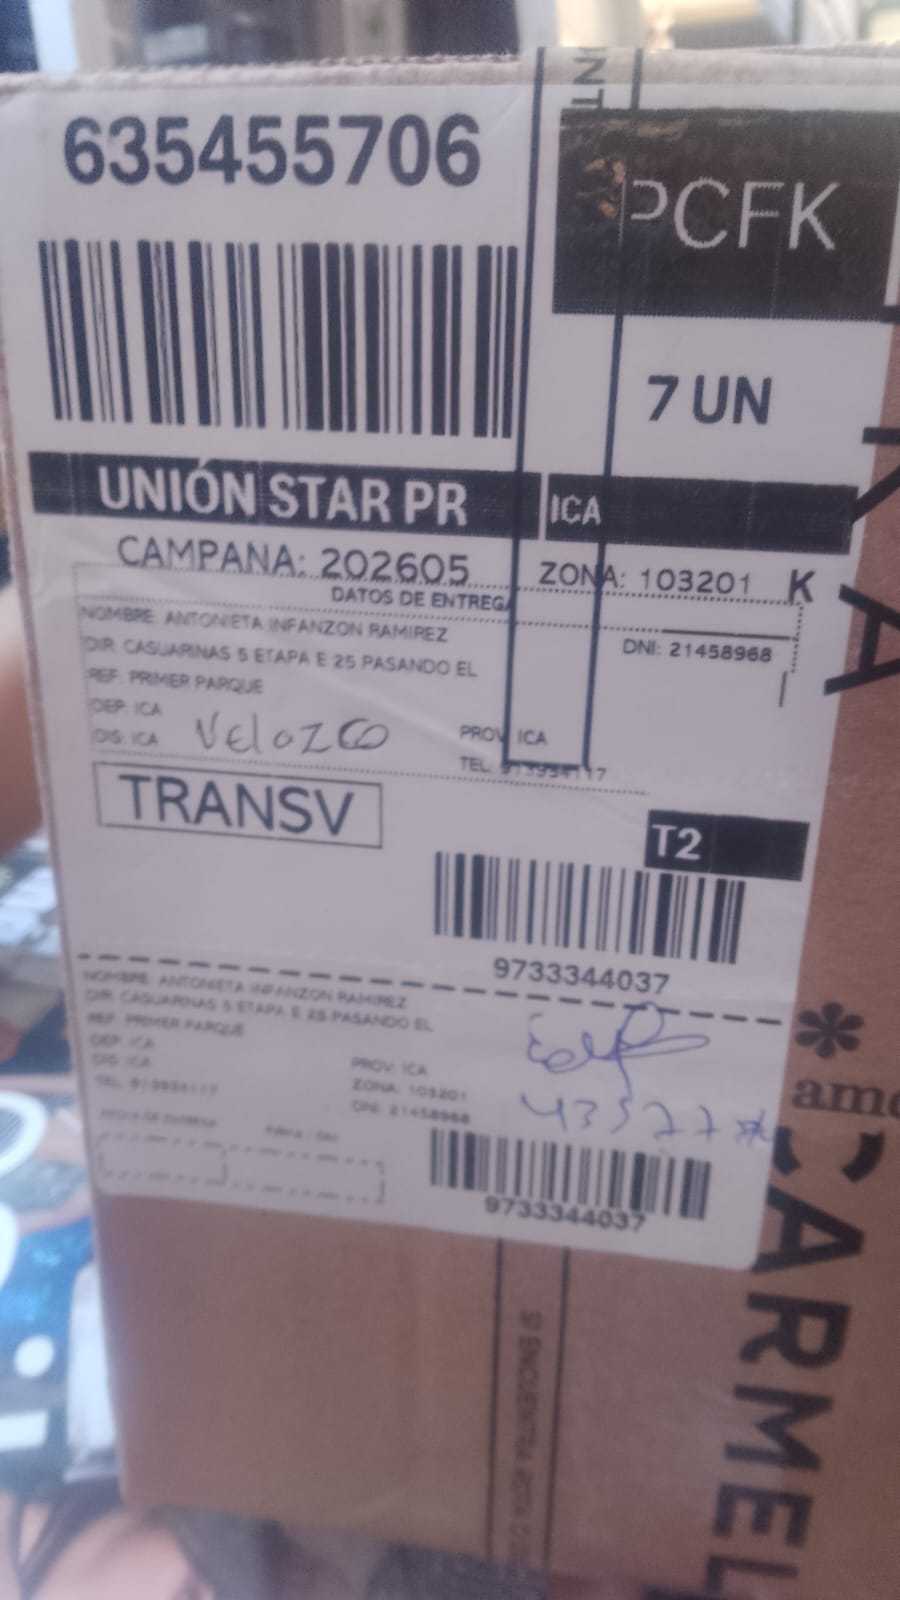 635455706
PCFK
7 UN
UNIÓN STAR PR
ICA
CAMPANA: 202605
ZONA: 103201 K
DATOS DE ENTREGA
NOMBRE: ANTONIETA INFANZON RAMIREZ
DNI: 21458968
DIR: CASUARINAS 5 ETAPA E 25 PASANDO EL
REF: PRIMER PARQUE
DEP: ICA
DIS: ICA
PROV: ICA
TEL:
TRANSV
T2
9733344037
NOMBRE: ANTONIETA INFANZON RAMIREZ
DIR: CASUARINAS 5 ETAPA E 25 PASANDO EL
REF: PRIMER PARQUE
DEP: ICA
DIS: ICA
PROV: ICA
ZONA: 103201
DNI: 21458968
9733344037
CARMEL
SI ENCUENTRA